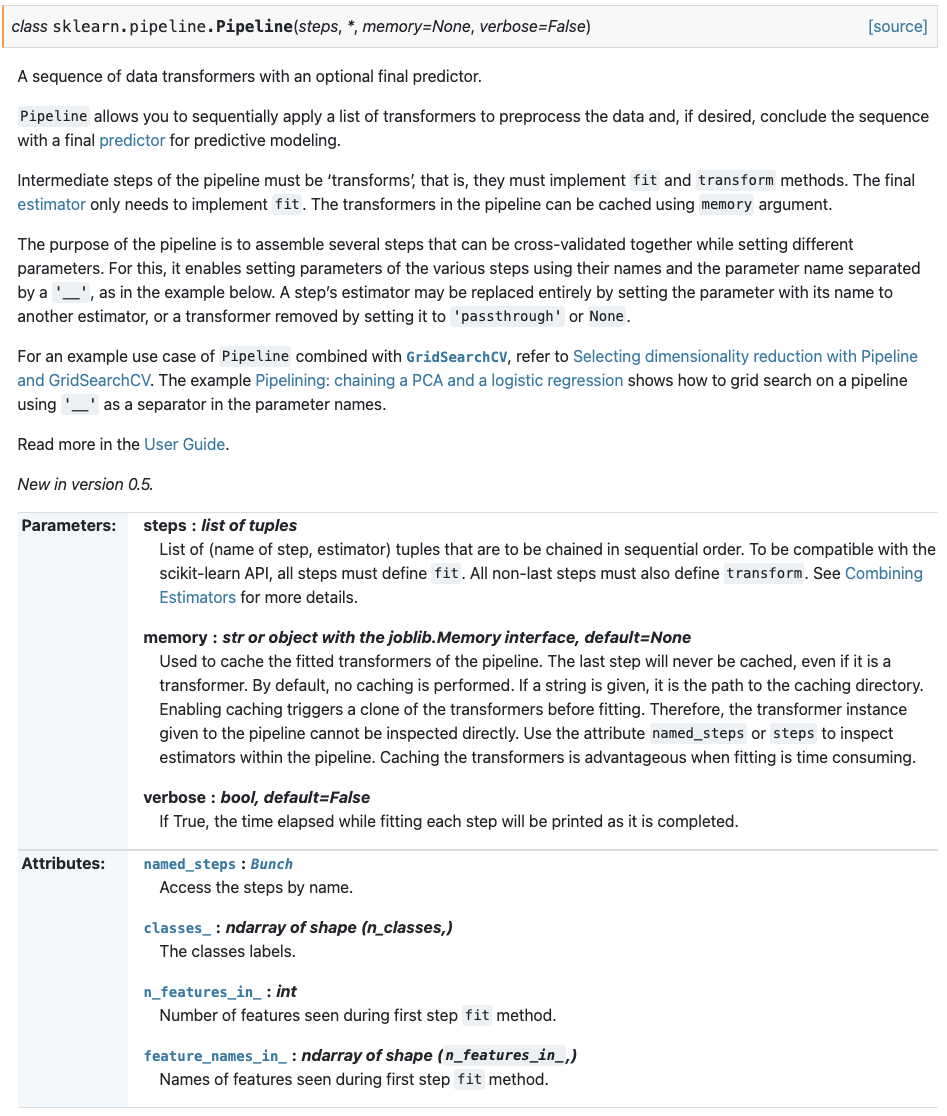 class sklearn.pipeline.Pipeline(steps, *, memory=None, verbose=False) [source]
A sequence of data transformers with an optional final predictor.
Pipeline allows you to sequentially apply a list of transformers to preprocess the data and, if desired, conclude the sequence
with a final predictor for predictive modeling.
Intermediate steps of the pipeline must be ‘transforms’, that is, they must implement fit and transform methods. The final
estimator only needs to implement fit. The transformers in the pipeline can be cached using memory argument.
The purpose of the pipeline is to assemble several steps that can be cross-validated together while setting different
parameters. For this, it enables setting parameters of the various steps using their names and the parameter name separated
by a '__', as in the example below. A step’s estimator may be replaced entirely by setting the parameter with its name to
another estimator, or a transformer removed by setting it to 'passthrough' or None.
For an example use case of Pipeline combined with GridSearchCV, refer to Selecting dimensionality reduction with Pipeline
and GridSearchCV. The example Pipelining: chaining a PCA and a logistic regression shows how to grid search on a pipeline
using '__' as a separator in the parameter names.
Read more in the User Guide.
New in version 0.5.
Parameters: steps : list of tuples
List of (name of step, estimator) tuples that are to be chained in sequential order. To be compatible with the
scikit-learn API, all steps must define fit. All non-last steps must also define transform. See Combining
Estimators for more details.
memory : str or object with the joblib.Memory interface, default=None
Used to cache the fitted transformers of the pipeline. The last step will never be cached, even if it is a
transformer. By default, no caching is performed. If a string is given, it is the path to the caching directory.
Enabling caching triggers a clone of the transformers before fitting. Therefore, the transformer instance
given to the pipeline cannot be inspected directly. Use the attribute named_steps or steps to inspect
estimators within the pipeline. Caching the transformers is advantageous when fitting is time consuming.
verbose : bool, default=False
If True, the time elapsed while fitting each step will be printed as it is completed.
Attributes: named_steps : Bunch
Access the steps by name.
classes_ : ndarray of shape (n_classes,)
The classes labels.
n_features_in_ : int
Number of features seen during first step fit method.
feature_names_in_ : ndarray of shape (n_features_in_,)
Names of features seen during first step fit method.